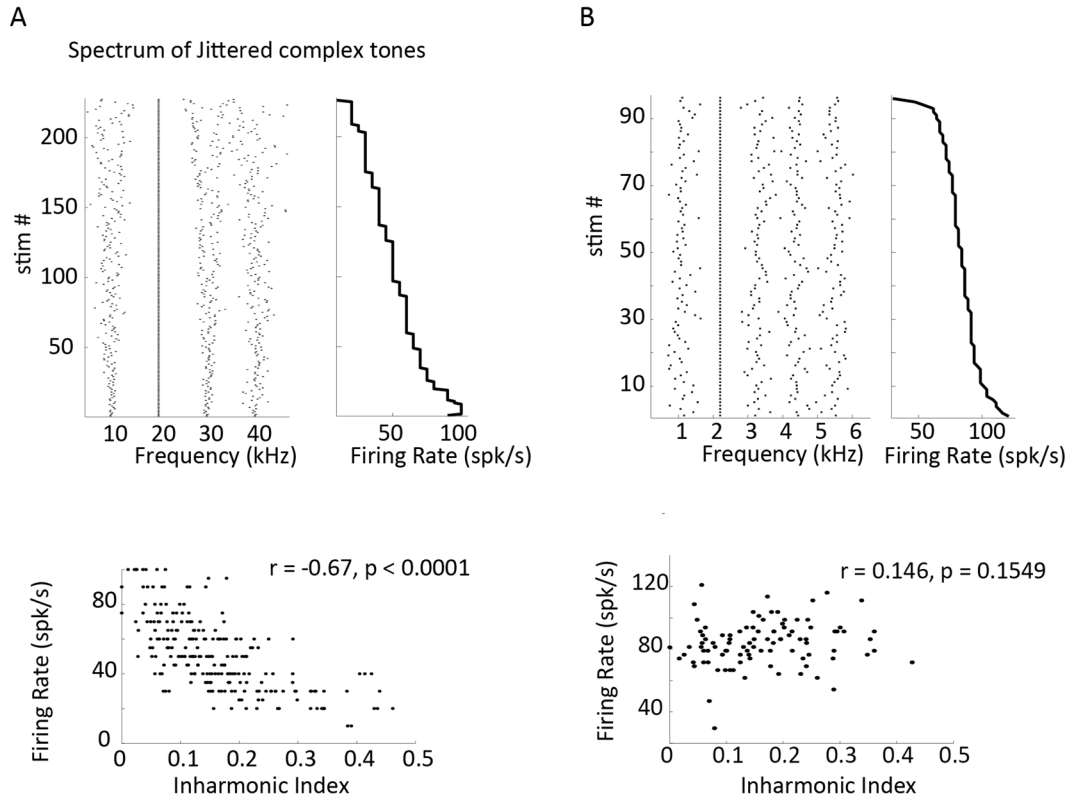 A
B
Spectrum of Jittered complex tones
stim #
200
150
100
50
10 20 30 40
Frequency (kHz)
50 100
Firing Rate (spk/s)
stim #
90
70
50
30
10
1 2 3 4 5 6
Frequency (kHz)
50 100
Firing Rate (spk/s)
r = -0.67, p < 0.0001
Firing Rate (spk/s)
80
40
0
0 0.1 0.2 0.3 0.4 0.5
Inharmonic Index
r = 0.146, p = 0.1549
Firing Rate (spk/s)
120
80
40
0 0.1 0.2 0.3 0.4 0.5
Inharmonic Index